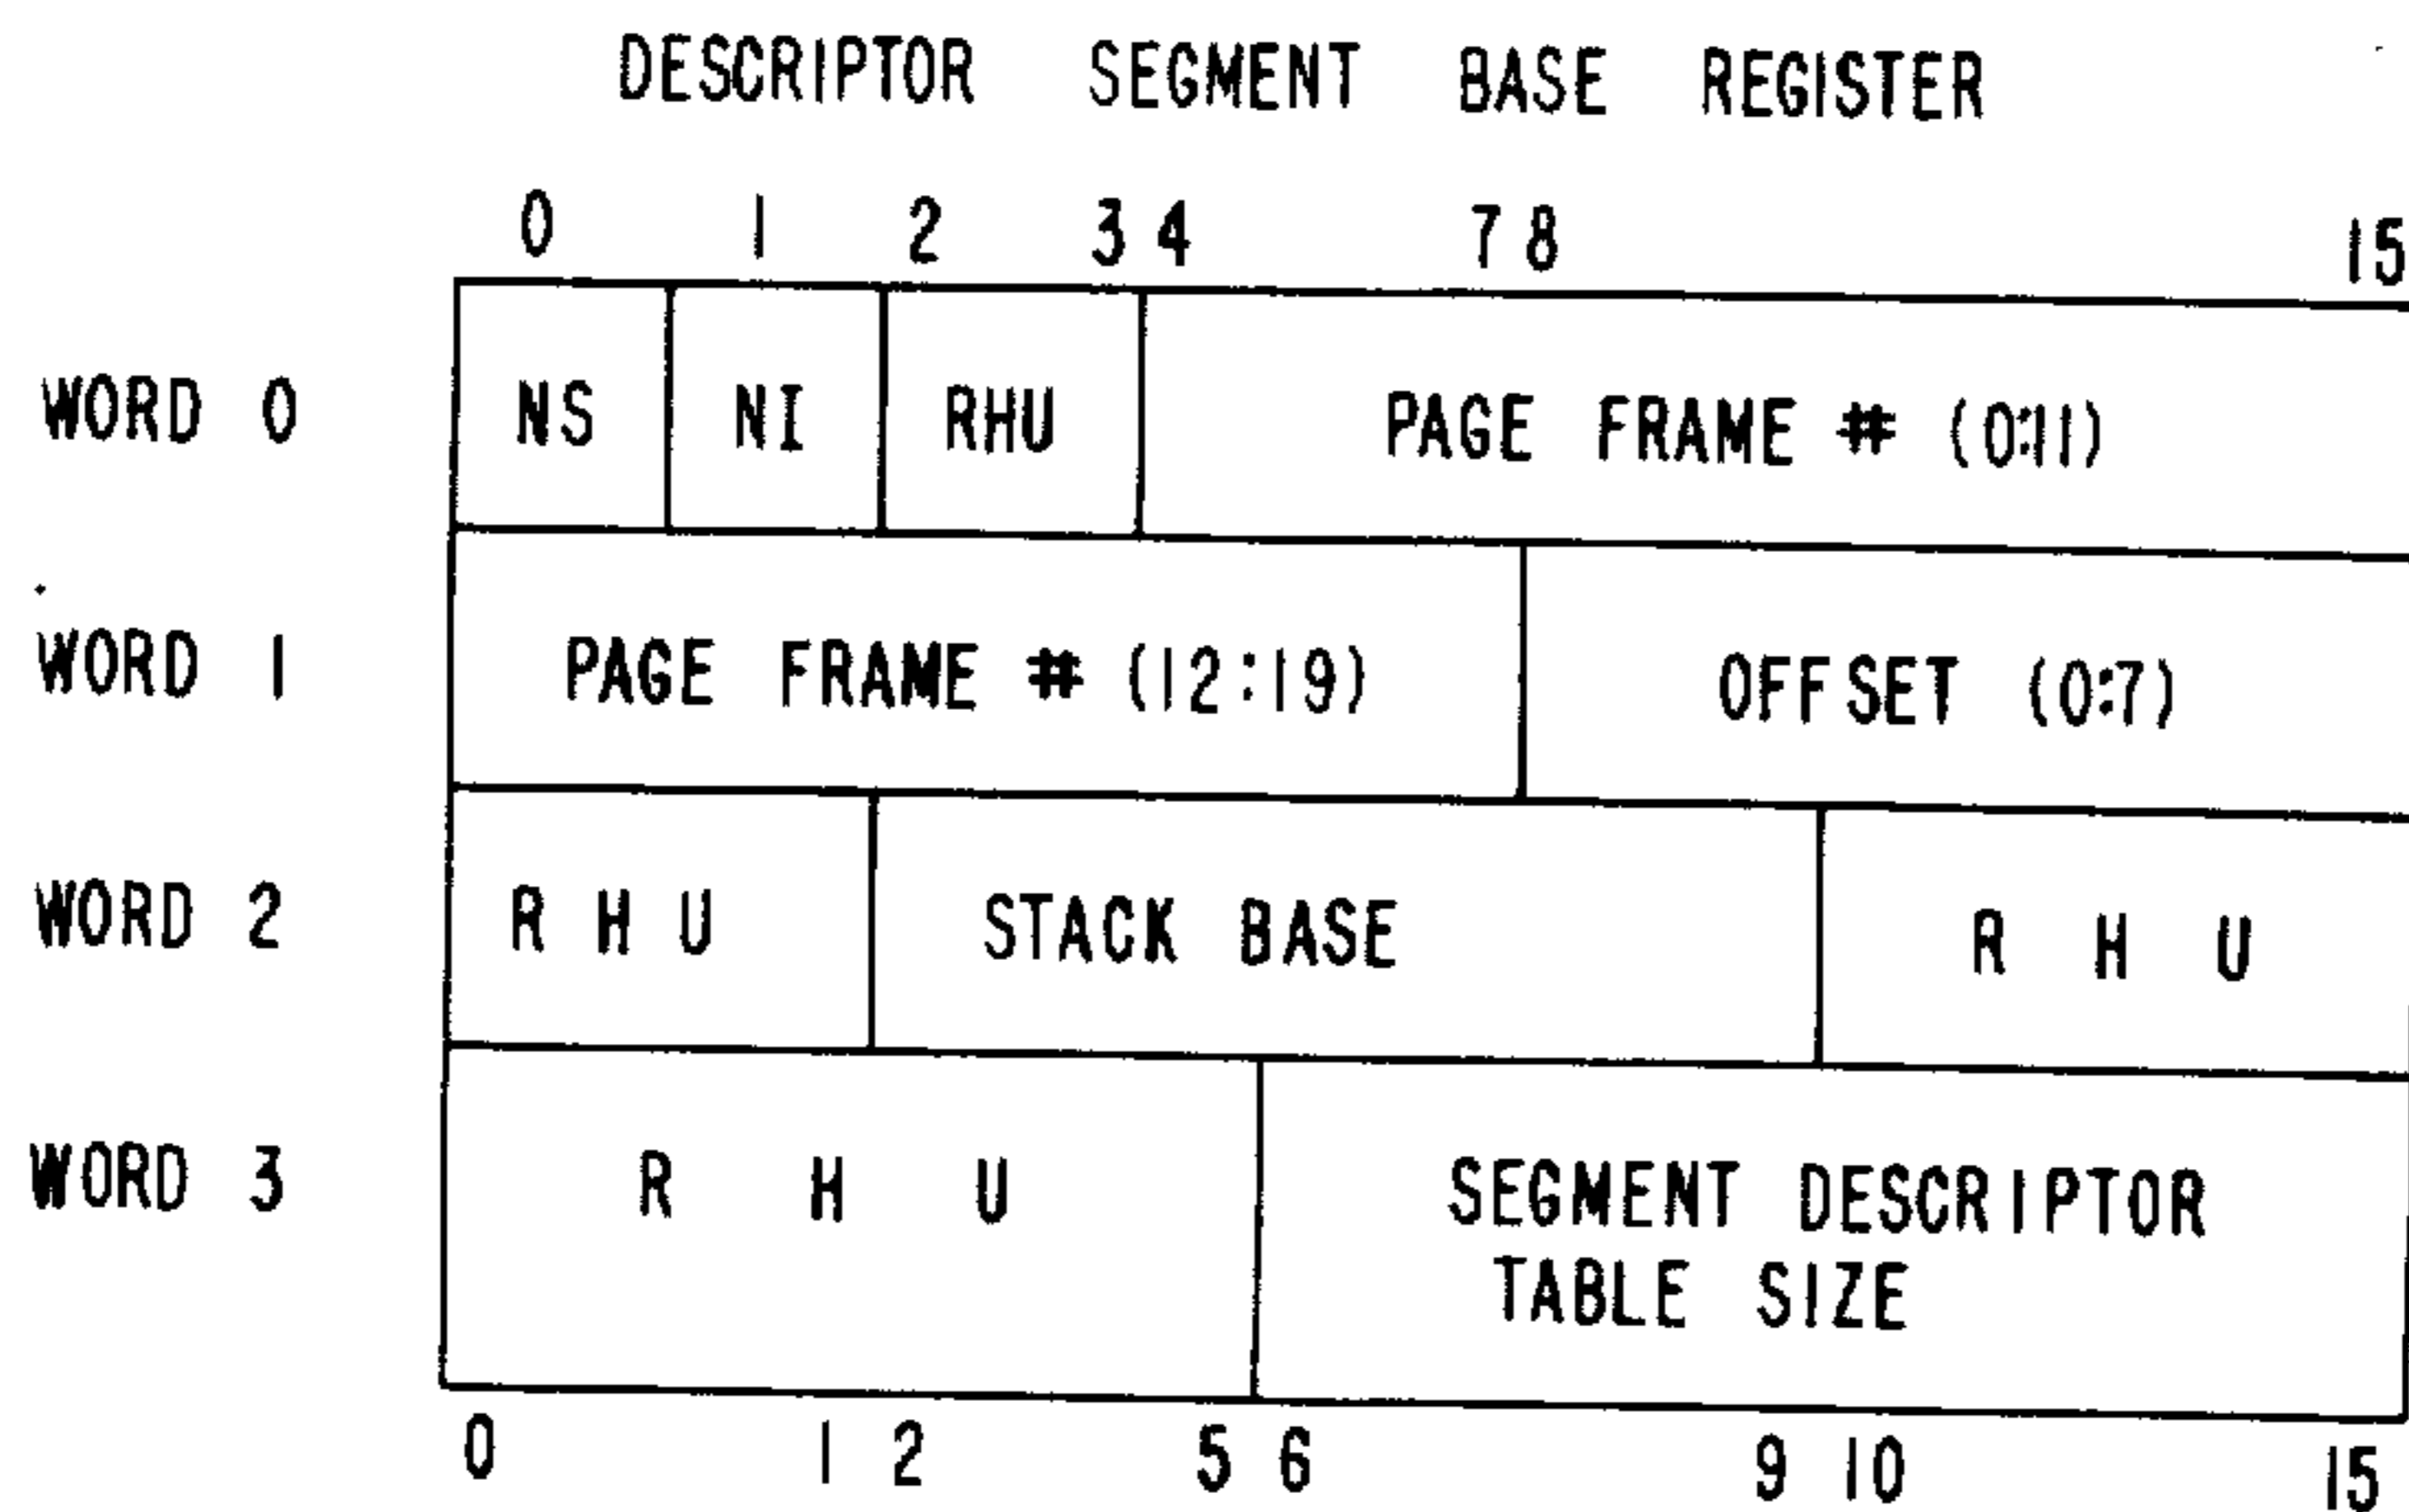 DESCRIPTOR SEGMENT BASE REGISTER
0 1 2 3 4 7 8 15
WORD 0 NS NI RHU PAGE FRAME # (0:11)
WORD 1 PAGE FRAME # (12:19) OFFSET (0:7)
WORD 2 R H U STACK BASE R H U
WORD 3 R H U SEGMENT DESCRIPTOR
TABLE SIZE
0 1 2 5 6 9 10 15